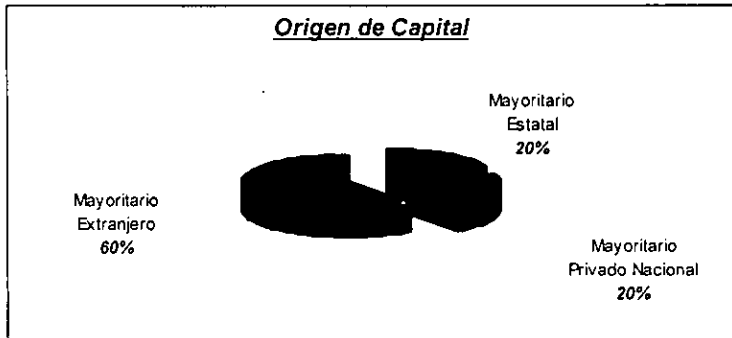 Origen de Capital
Mayoritario
Estatal
20%
Mayoritario
Extranjero
60%
Mayoritario
Privado Nacional
20%